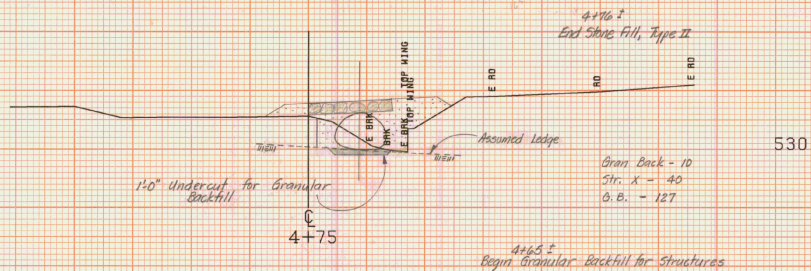 4+76 ±
End Stone Fill, Type II
TOP WING
TOP WING
E RD
RD
E RD
E BRK
BRK
E BRK
Assumed Ledge
530
Gran Back - 10
Str. X - 40
G.B. - 127
1'-0" Undercut for Granular
Backfill
℄
4+75
4+65 ±
Begin Granular Backfill for Structures